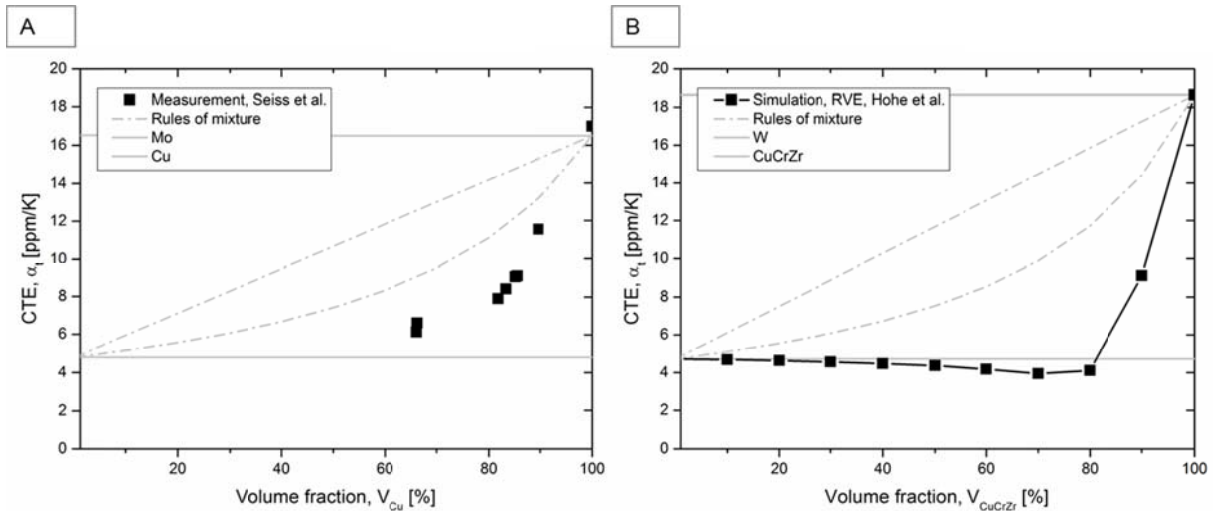 A
B
20
18
16
14
12
10
8
6
4
2
0
CTE, αt [ppm/K]
Measurement, Seiss et al.
Rules of mixture
Mo
Cu
20
40
60
80
100
Volume fraction, VCu [%]
20
18
16
14
12
10
8
6
4
2
0
CTE, αt [ppm/K]
Simulation, RVE, Hohe et al.
Rules of mixture
W
CuCrZr
20
40
60
80
100
Volume fraction, VCuCrZr [%]